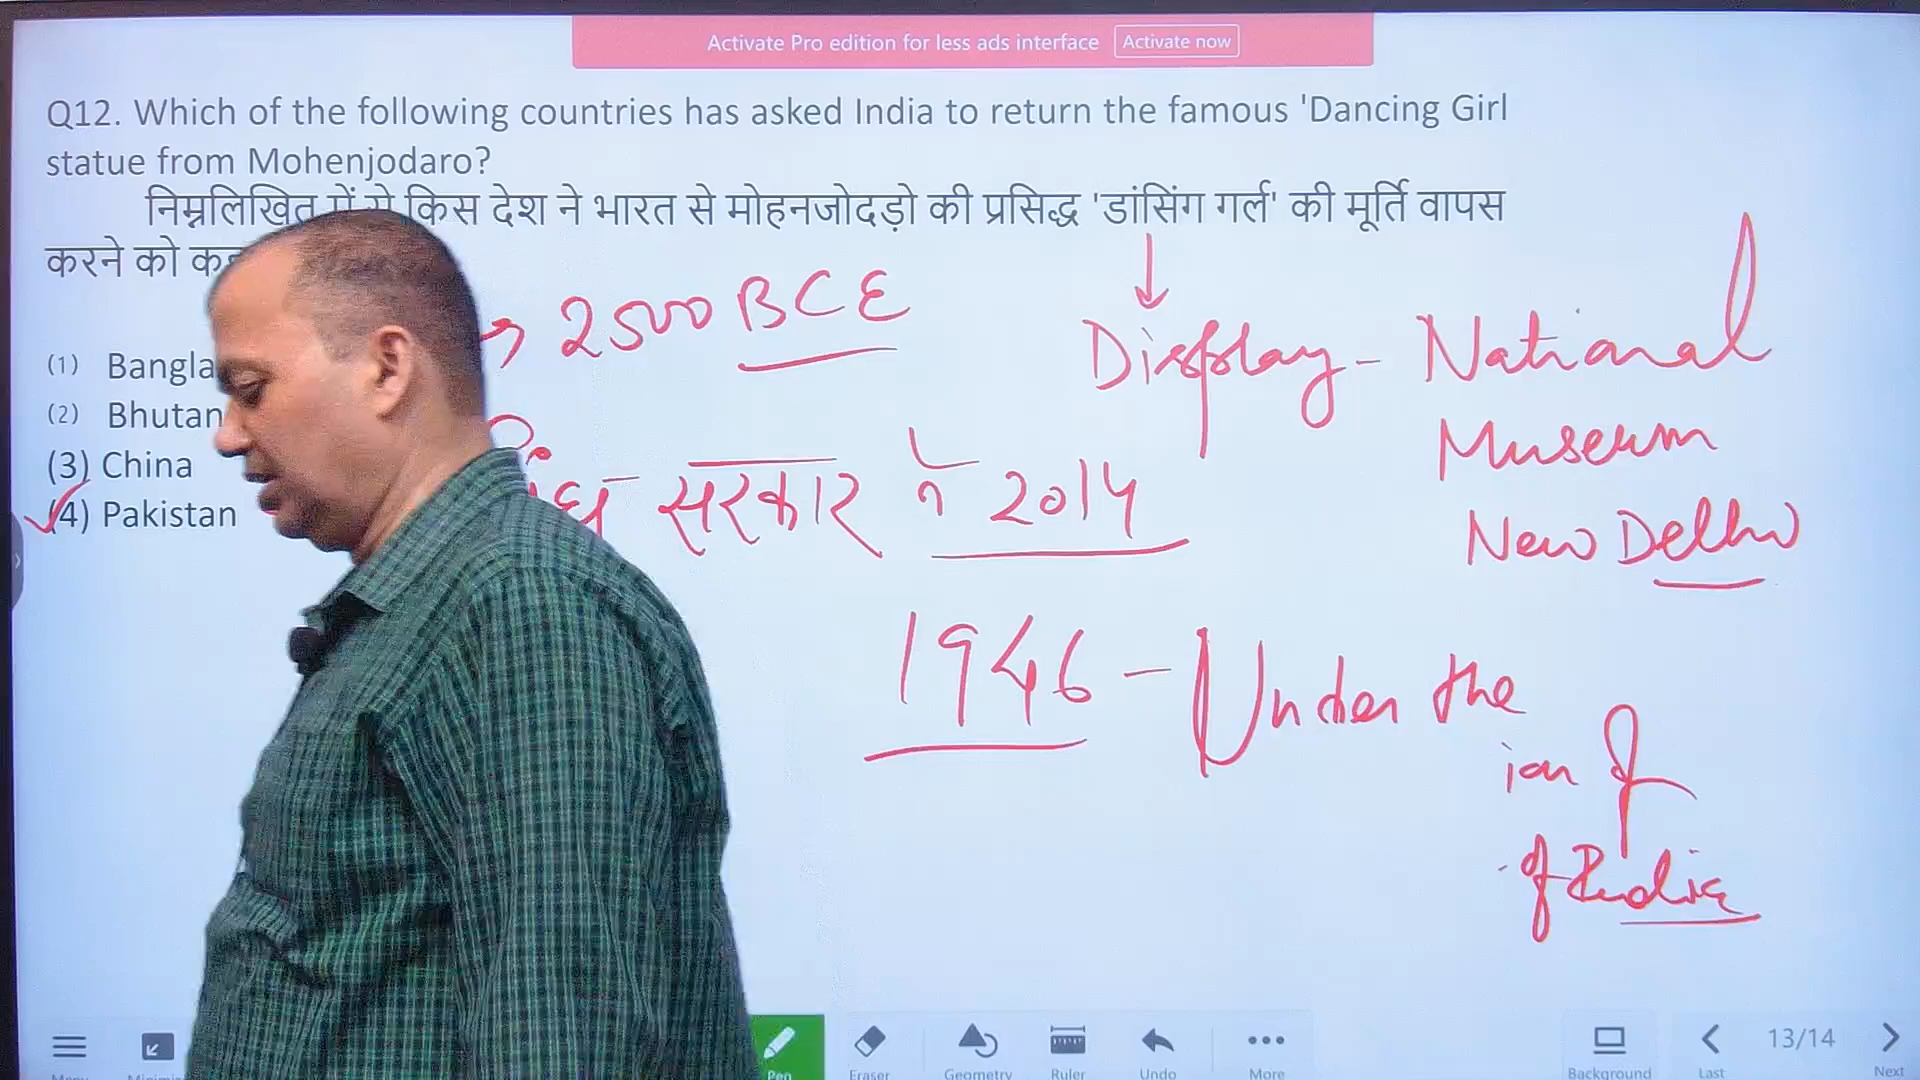 Activate Pro edition for less ads interface Activate now
Q12. Which of the following countries has asked India to return the famous 'Dancing Girl
statue from Mohenjodaro?
निम्नलिखित में से किस देश ने भारत से मोहनजोदड़ो की प्रसिद्ध 'डांसिंग गर्ल' की मूर्ति वापस
करने को
→ 2500 BCE
Display - National
Museum
New Delhi
(1) Bangla
(2) Bhutan
(3) China
(4) Pakistan
सरकार ने 2014
1946 - Under the
of
of India
Menu
Pen
Eraser
Geometry
Ruler
Undo
More
Background
Last
13/14
Next